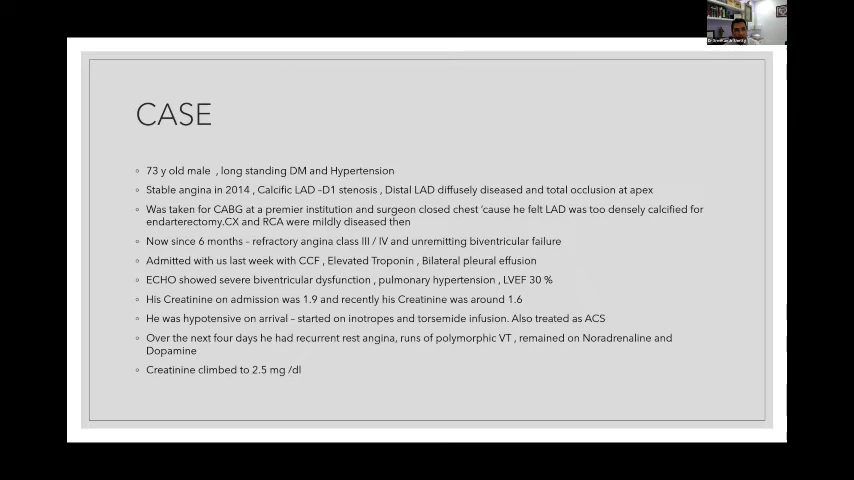 CASE
73 y old male , long standing DM and Hypertension
Stable angina in 2014 , Calcific LAD –D1 stenosis , Distal LAD diffusely diseased and total occlusion at apex
Was taken for CABG at a premier institution and surgeon closed chest ‘cause he felt LAD was too densely calcified for
endarterectomy.CX and RCA were mildly diseased then
Now since 6 months – refractory angina class III / IV and unremitting biventricular failure
Admitted with us last week with CCF , Elevated Troponin , Bilateral pleural effusion
ECHO showed severe biventricular dysfunction , pulmonary hypertension , LVEF 30 %
His Creatinine on admission was 1.9 and recently his Creatinine was around 1.6
He was hypotensive on arrival – started on inotropes and torsemide infusion. Also treated as ACS
Over the next four days he had recurrent rest angina, runs of polymorphic VT , remained on Noradrenaline and
Dopamine
Creatinine climbed to 2.5 mg /dl